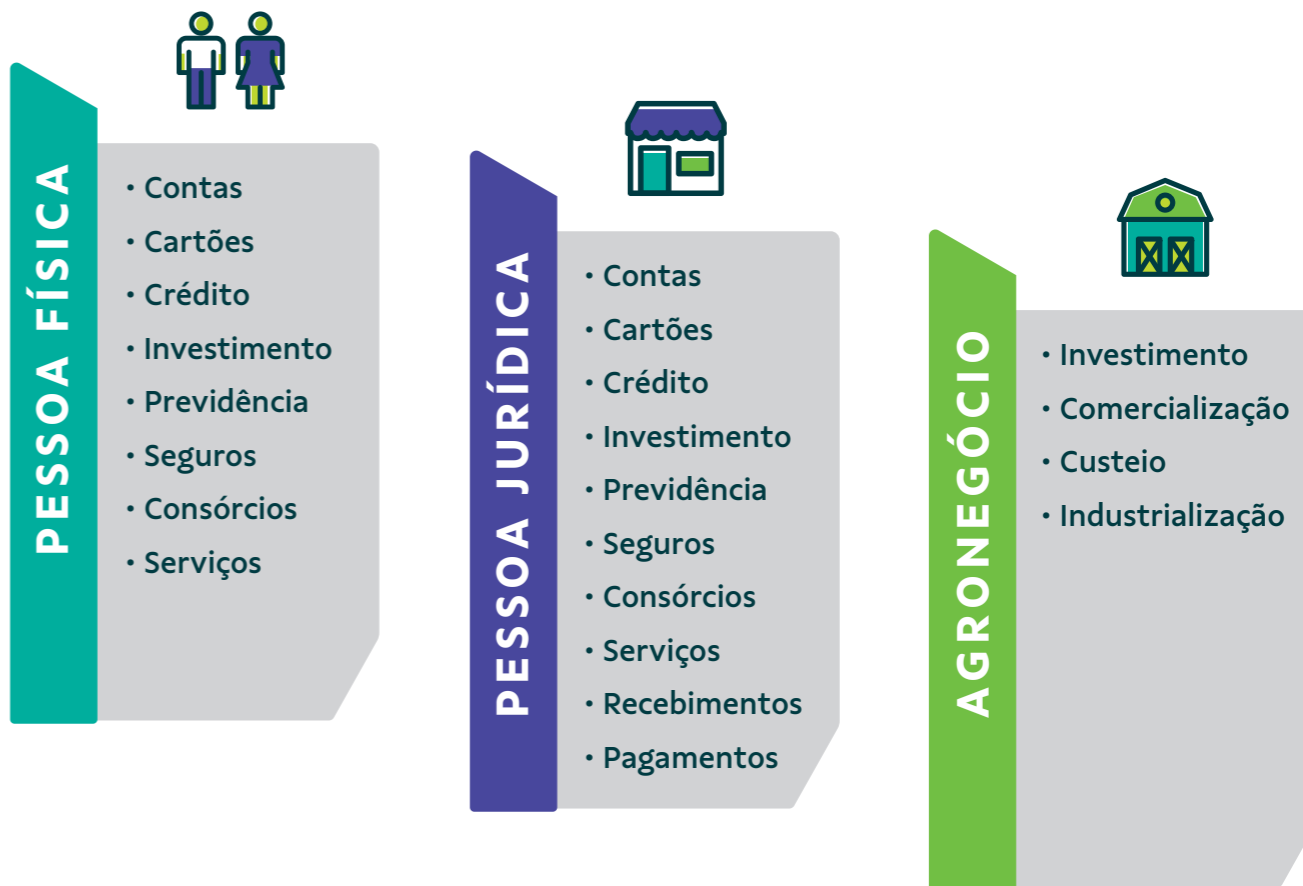 PESSOA FÍSICA
• Contas
• Cartões
• Crédito
• Investimento
• Previdência
• Seguros
• Consórcios
• Serviços
PESSOA JURÍDICA
• Contas
• Cartões
• Crédito
• Investimento
• Previdência
• Seguros
• Consórcios
• Serviços
• Recebimentos
• Pagamentos
AGRONEGÓCIO
• Investimento
• Comercialização
• Custeio
• Industrialização